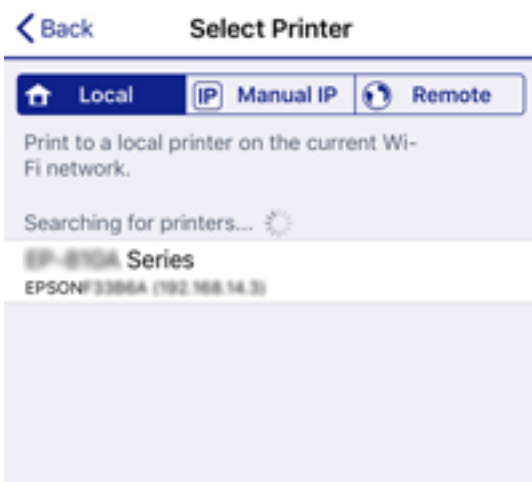 Back Select Printer
Local IP Manual IP Remote
Print to a local printer on the current Wi-
Fi network.
Searching for printers...
Series
EPSON